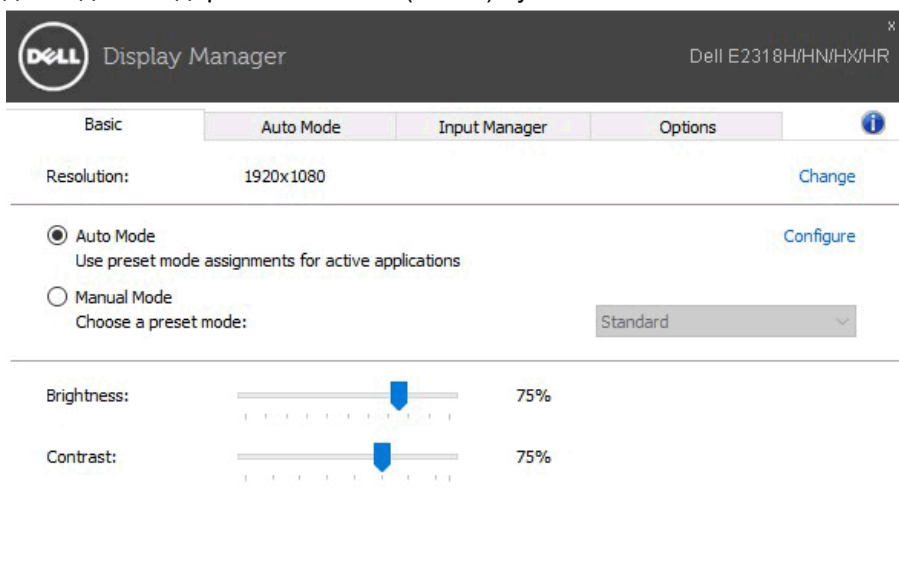 DELL Display Manager
x
Dell E2318H/HN/HX/HR
Basic Auto Mode Input Manager Options
Resolution: 1920x1080 Change
Auto Mode Configure
Use preset mode assignments for active applications
Manual Mode
Choose a preset mode: Standard
Brightness: 75%
Contrast: 75%